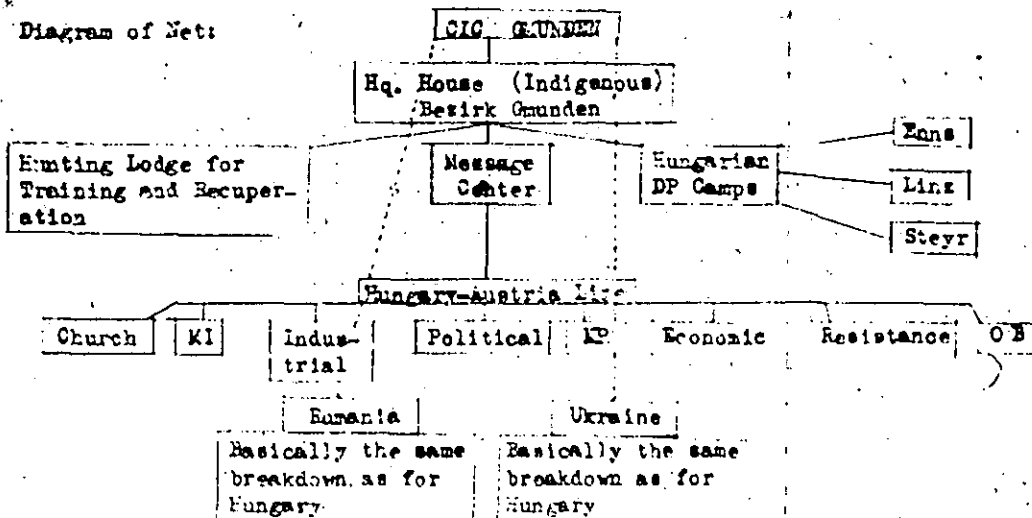 Diagram of Net:
CIC GMUNDEN
Hq. House (Indigenous)
Bezirk Gmunden
Hunting Lodge for
Training and Recuper-
ation
Message
Center
Hungarian
DP Camps
Enns
Linz
Steyr
Hungary-Austria Line
Church
KI
Indus-
trial
Political
KP
Economic
Resistance
O B
Rumania
Ukraine
Basically the same
breakdown as for
Hungary
Basically the same
breakdown as for
Hungary